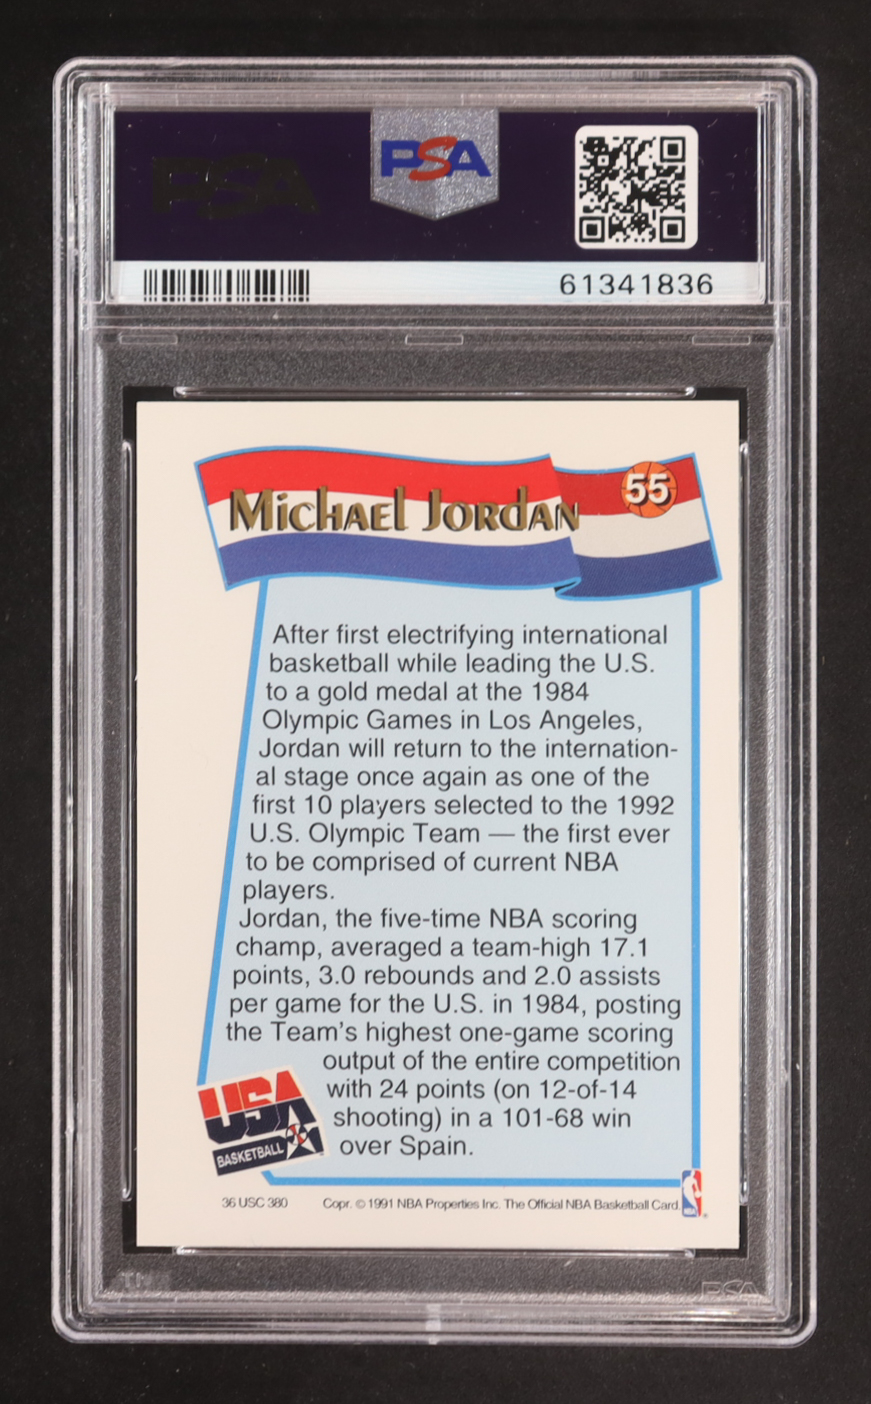 PSA
PSA
61341836
Michael Jordan
55
After first electrifying international
basketball while leading the U.S.
to a gold medal at the 1984
Olympic Games in Los Angeles,
Jordan will return to the internation-
al stage once again as one of the
first 10 players selected to the 1992
U.S. Olympic Team — the first ever
to be comprised of current NBA
players.
Jordan, the five-time NBA scoring
champ, averaged a team-high 17.1
points, 3.0 rebounds and 2.0 assists
per game for the U.S. in 1984, posting
the Team's highest one-game scoring
output of the entire competition
with 24 points (on 12-of-14
shooting) in a 101-68 win
over Spain.
USA
BASKETBALL
36 USC 380
Copr. © 1991 NBA Properties Inc. The Official NBA Basketball Card.
NBA
PSA